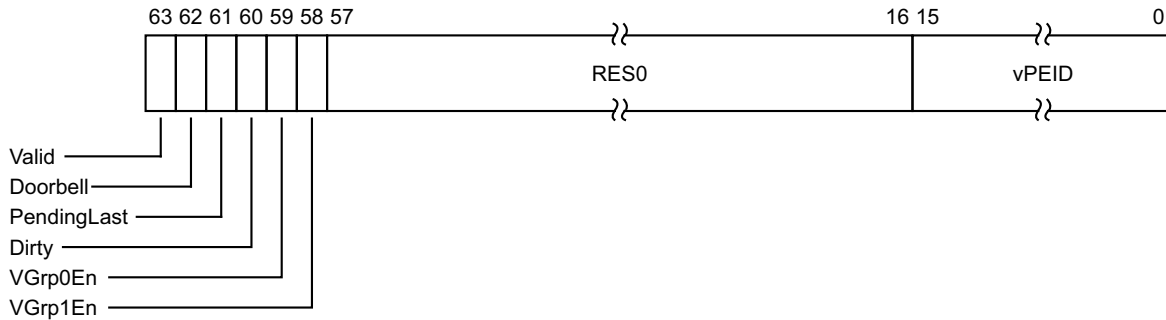 63 62 61 60 59 58 57 16 15 0
RES0 vPEID
Valid
Doorbell
PendingLast
Dirty
VGrp0En
VGrp1En